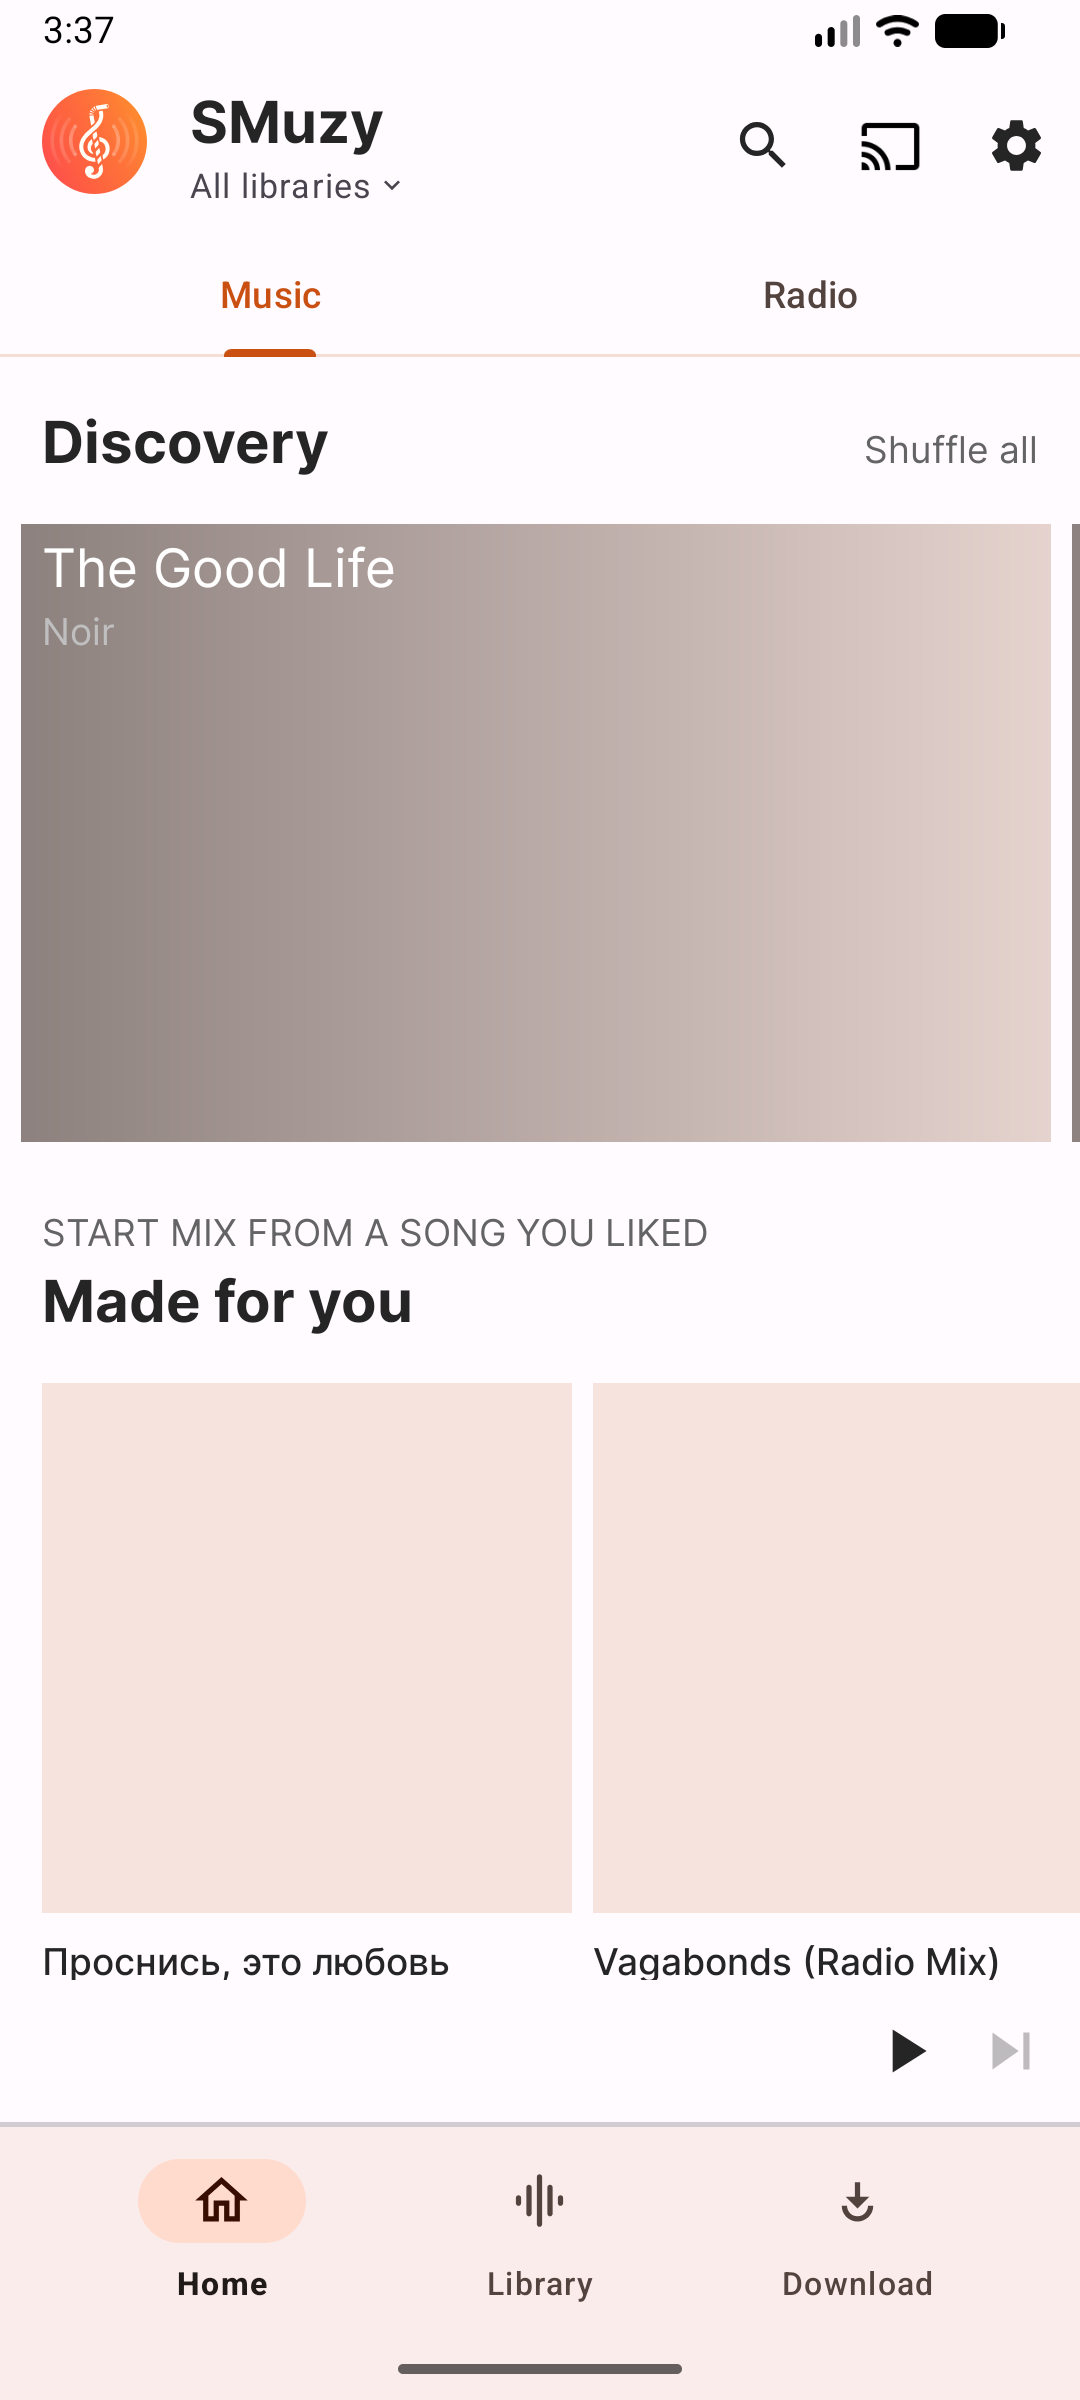 3:37
SMuzy
All libraries
Music
Radio
Discovery
Shuffle all
The Good Life
Noir
START MIX FROM A SONG YOU LIKED
Made for you
Проснись, это любовь
Vagabonds (Radio Mix)
Home
Library
Download